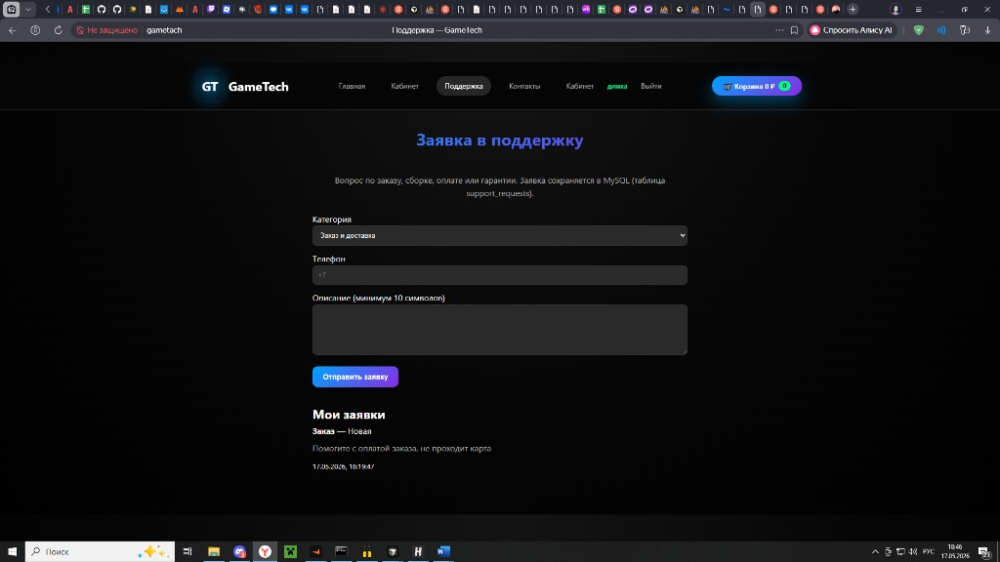 Не защищено
gametach
Поддержка — GameTech
Спросить Алису AI
GT GameTech
Главная
Кабинет
Поддержка
Контакты
Кабинет
димка
Выйти
Корзина 0 ₽ 0
Заявка в поддержку
Вопрос по заказу, сборке, оплате или гарантии. Заявка сохраняется в MySQL (таблица
support_requests).
Категория
Заказ и доставка
Телефон
+7
Описание (минимум 10 символов)
Отправить заявку
Мои заявки
Заказ — Новая
Помогите с оплатой заказа, не проходит карта
17.05.2026, 18:19:47
Поиск
РУС
18:46
17.05.2026